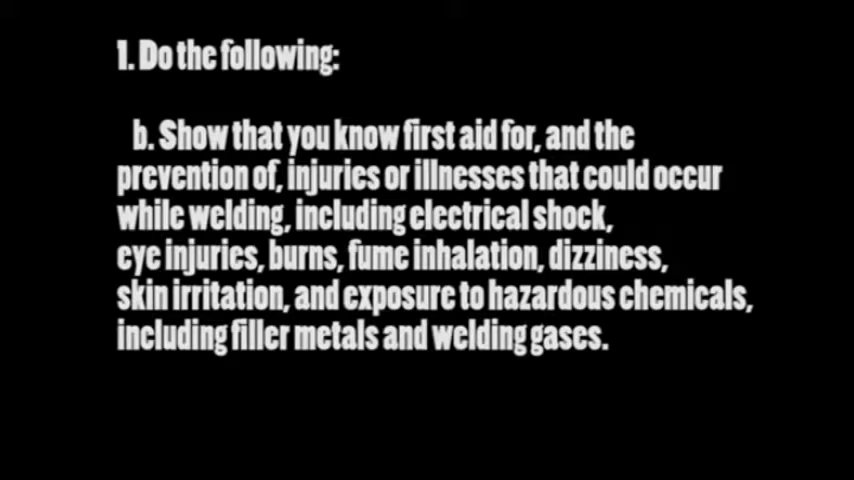 1. Do the following:
b. Show that you know first aid for, and the
prevention of, injuries or illnesses that could occur
while welding, including electrical shock,
eye injuries, burns, fume inhalation, dizziness,
skin irritation, and exposure to hazardous chemicals,
including filler metals and welding gases.